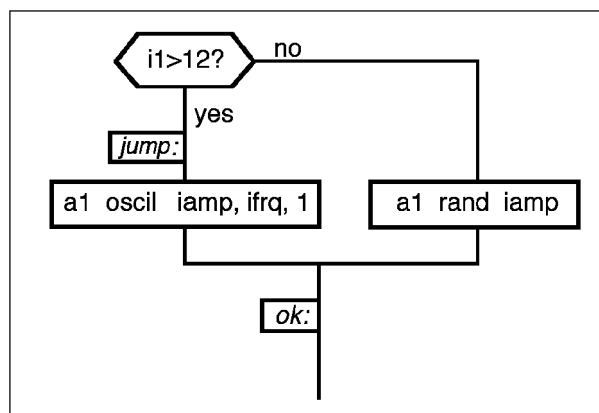 i1>12?
no
yes
jump:
a1 oscil iamp, ifrq, 1
a1 rand iamp
ok: